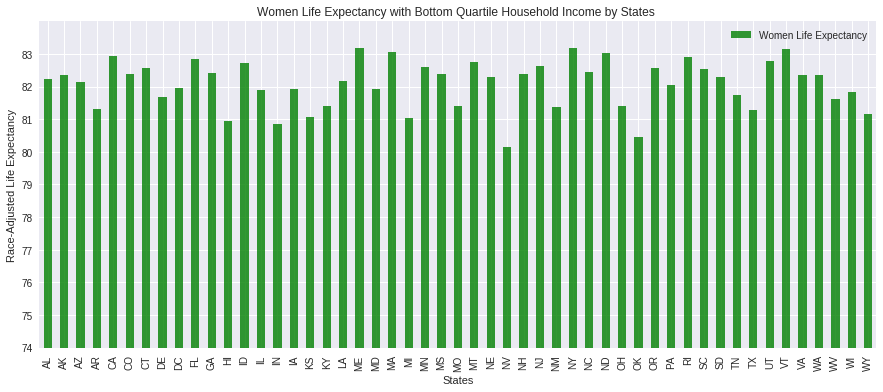 Women Life Expectancy with Bottom Quartile Household Income by States
Women Life Expectancy
Race-Adjusted Life Expectancy
83
82
81
80
79
78
77
76
75
74
AL AK AZ AR CA CO CT DE DC FL GA HI ID IL IN IA KS KY LA ME MD MA MI MN MS MO MT NE NV NH NJ NM NY NC ND OH OK OR PA RI SC SD TN TX UT VT VA WA WV WI WY
States